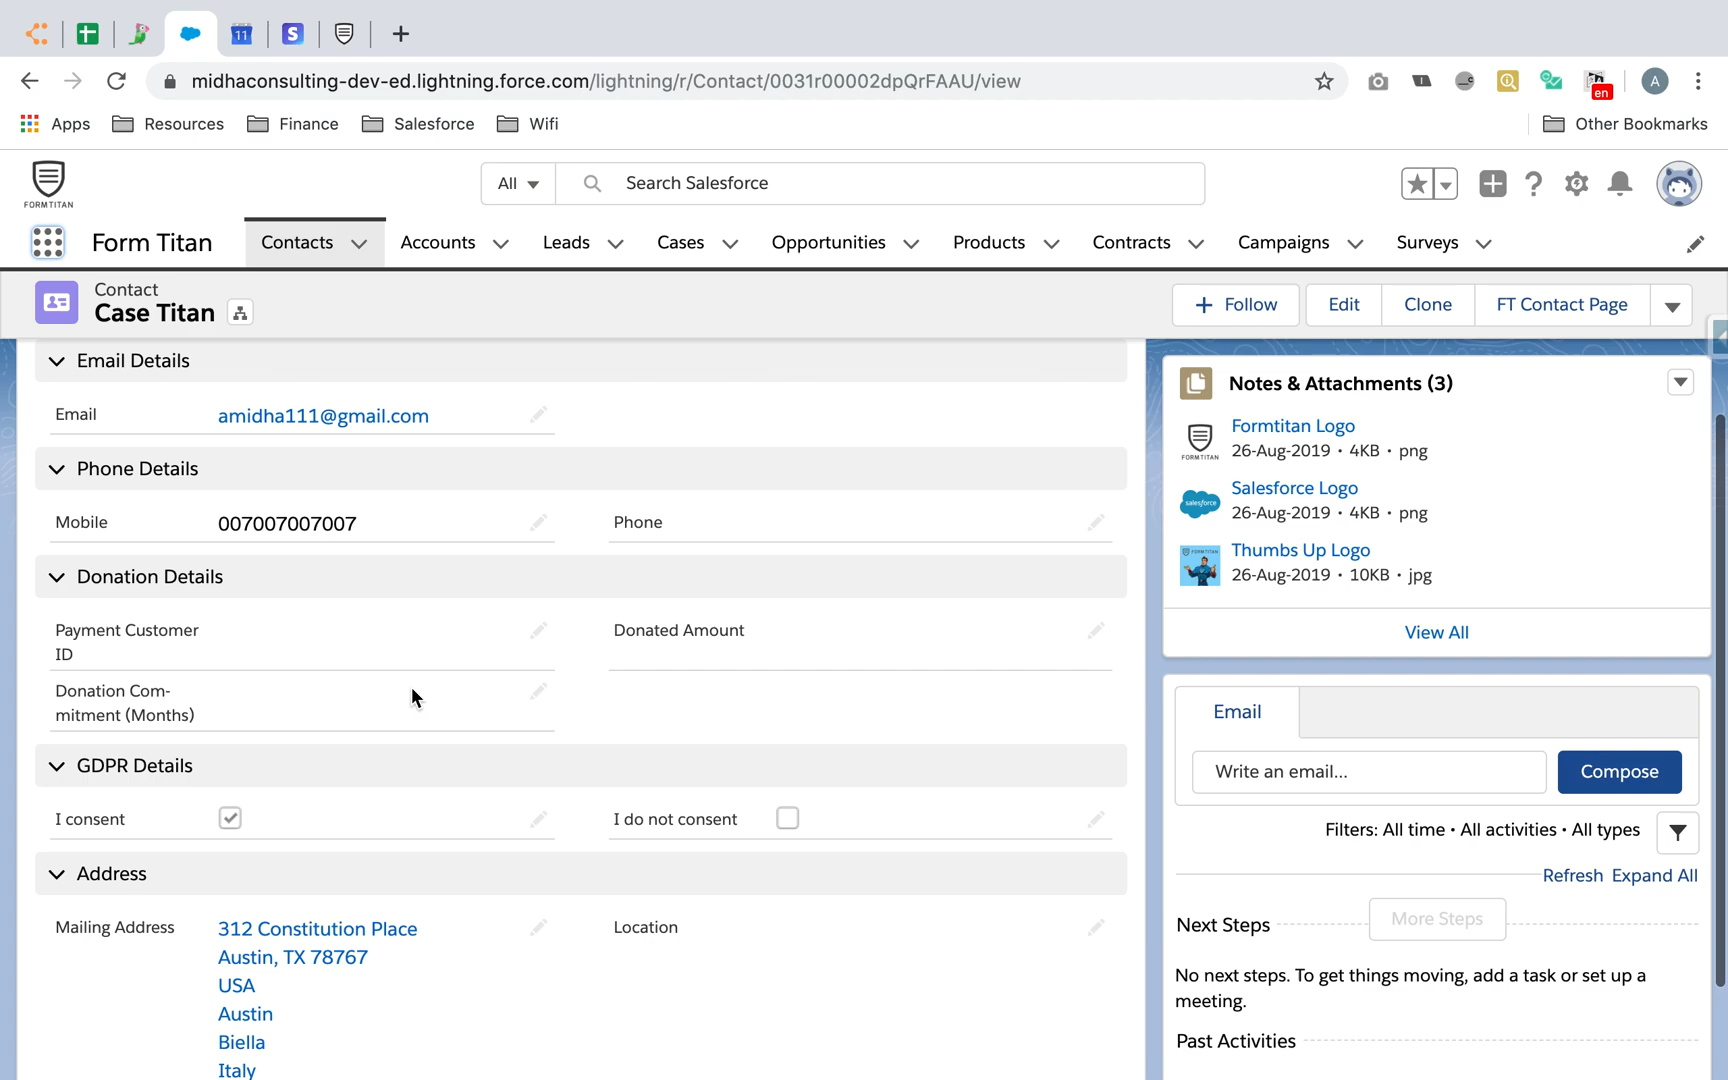 11
S
midhaconsulting-dev-ed.lightning.force.com/lightning/r/Contact/0031r00002dpQrFAAU/view
en
A
Apps
Resources
Finance
Salesforce
Wifi
Other Bookmarks
FORMTITAN
All
Search Salesforce
Form Titan
Contacts
Accounts
Leads
Cases
Opportunities
Products
Contracts
Campaigns
Surveys
Contact
Case Titan
Follow
Edit
Clone
FT Contact Page
Email Details
Email
amidha111@gmail.com
Phone Details
Mobile
007007007007
Phone
Donation Details
Payment Customer
ID
Donated Amount
Donation Com-
mitment (Months)
GDPR Details
I consent
I do not consent
Address
Mailing Address
312 Constitution Place
Austin, TX 78767
USA
Austin
Biella
Italy
Location
Notes & Attachments (3)
FORMTITAN
Formtitan Logo
26-Aug-2019 • 4KB • png
salesforce
Salesforce Logo
26-Aug-2019 • 4KB • png
Thumbs Up Logo
26-Aug-2019 • 10KB • jpg
View All
Email
Write an email...
Compose
Filters: All time • All activities • All types
Refresh
Expand All
Next Steps
More Steps
No next steps. To get things moving, add a task or set up a
meeting.
Past Activities